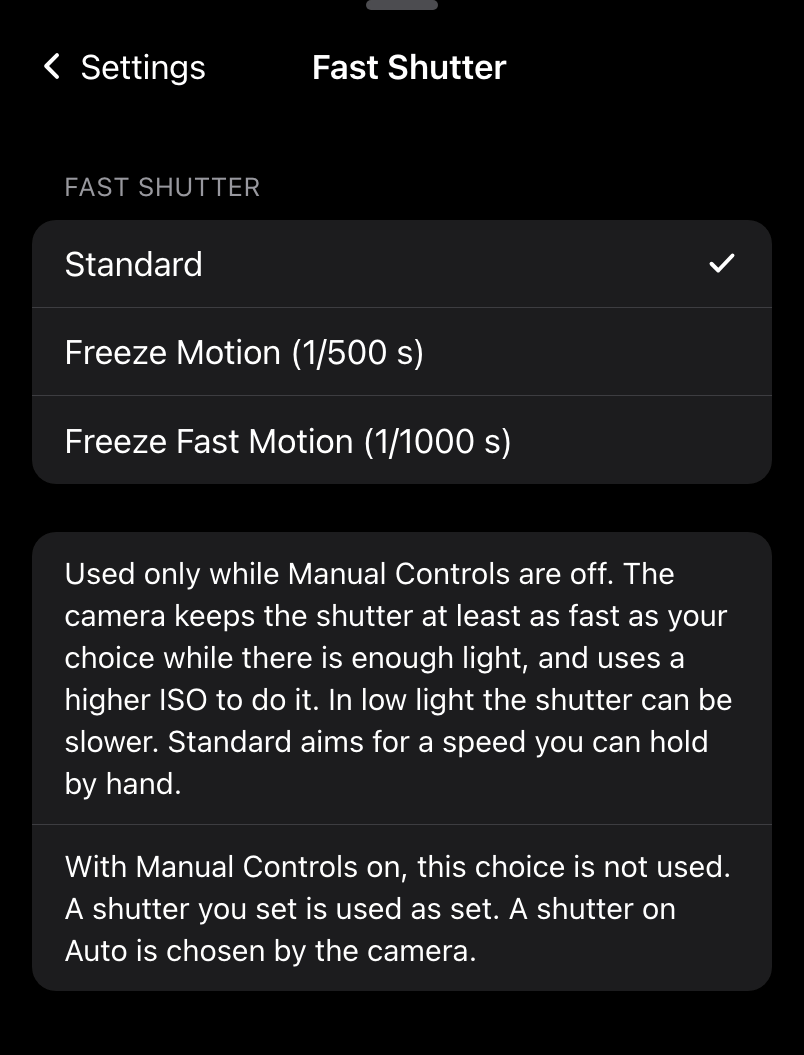 Settings
Fast Shutter
FAST SHUTTER
Standard
Freeze Motion (1/500 s)
Freeze Fast Motion (1/1000 s)
Used only while Manual Controls are off. The
camera keeps the shutter at least as fast as your
choice while there is enough light, and uses a
higher ISO to do it. In low light the shutter can be
slower. Standard aims for a speed you can hold
by hand.
With Manual Controls on, this choice is not used.
A shutter you set is used as set. A shutter on
Auto is chosen by the camera.